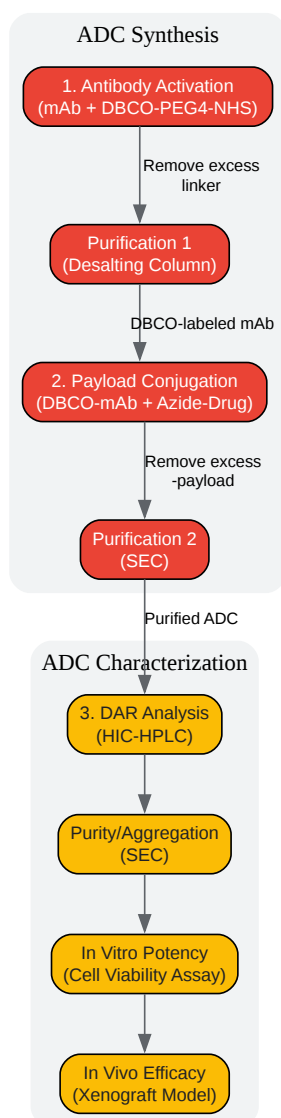 ADC Synthesis
1. Antibody Activation
(mAb + DBCO-PEG4-NHS)
Remove excess
linker
Purification 1
(Desalting Column)
DBCO-labeled mAb
2. Payload Conjugation
(DBCO-mAb + Azide-Drug)
Remove excess
-payload
Purification 2
(SEC)
Purified ADC
ADC Characterization
3. DAR Analysis
(HIC-HPLC)
Purity/Aggregation
(SEC)
In Vitro Potency
(Cell Viability Assay)
In Vivo Efficacy
(Xenograft Model)